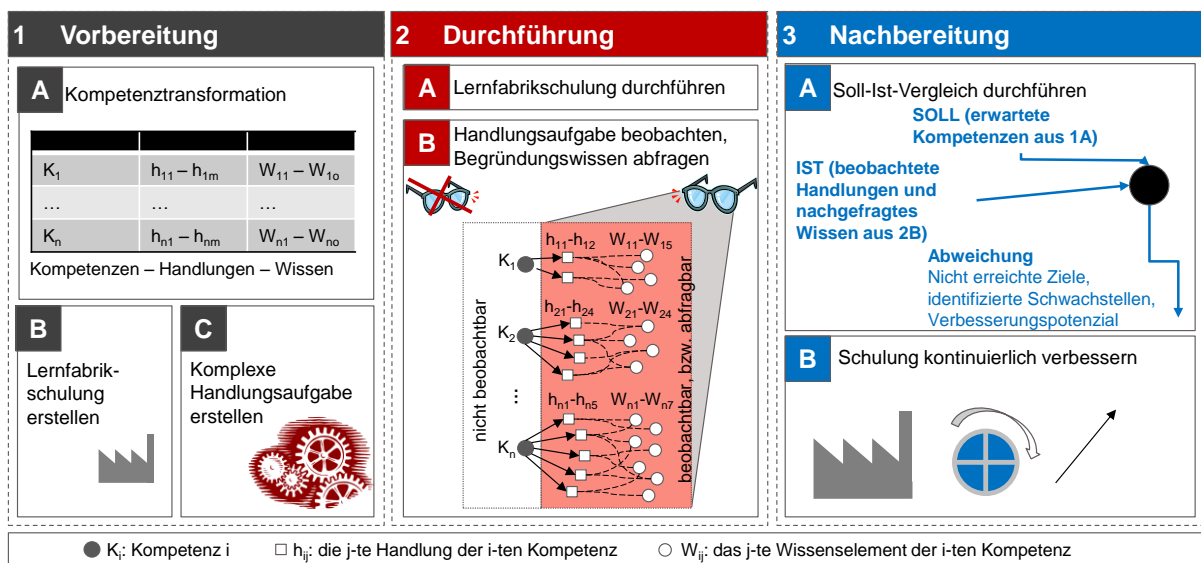 1 Vorbereitung
A Kompetenztransformation
K₁ h₁₁ – h₁ₘ W₁₁ – W₁ₒ
… … …
Kₙ hₙ₁ – hₙₘ Wₙ₁ – Wₙₒ
Kompetenzen – Handlungen – Wissen
B
Lernfabrik-
schulung
erstellen
C
Komplexe
Handlungsaufgabe
erstellen
2 Durchführung
A Lernfabrikschulung durchführen
B Handlungsaufgabe beobachten,
Begründungswissen abfragen
nicht beobachtbar
h₁₁-h₁₂ W₁₁-W₁₅
K₁
h₂₁-h₂₄ W₂₁-W₂₄
K₂
…
hₙ₁-hₙ₅ Wₙ₁-Wₙ₇
Kₙ
beobachtbar, bzw. abfragbar
3 Nachbereitung
A Soll-Ist-Vergleich durchführen
SOLL (erwartete
Kompetenzen aus 1A)
IST (beobachtete
Handlungen und
nachgefragtes
Wissen aus 2B)
Abweichung
Nicht erreichte Ziele,
identifizierte Schwachstellen,
Verbesserungspotenzial
B Schulung kontinuierlich verbessern
Kᵢ: Kompetenz i hᵢⱼ: die j-te Handlung der i-ten Kompetenz Wᵢⱼ: das j-te Wissenselement der i-ten Kompetenz